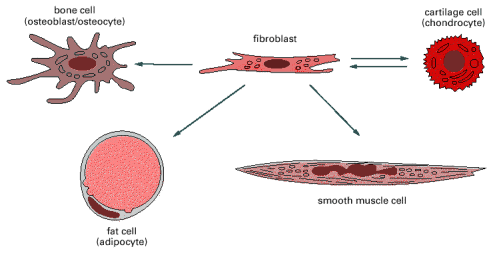 bone cell
(osteoblast/osteocyte)
fibroblast
cartilage cell
(chondrocyte)
fat cell
(adipocyte)
smooth muscle cell